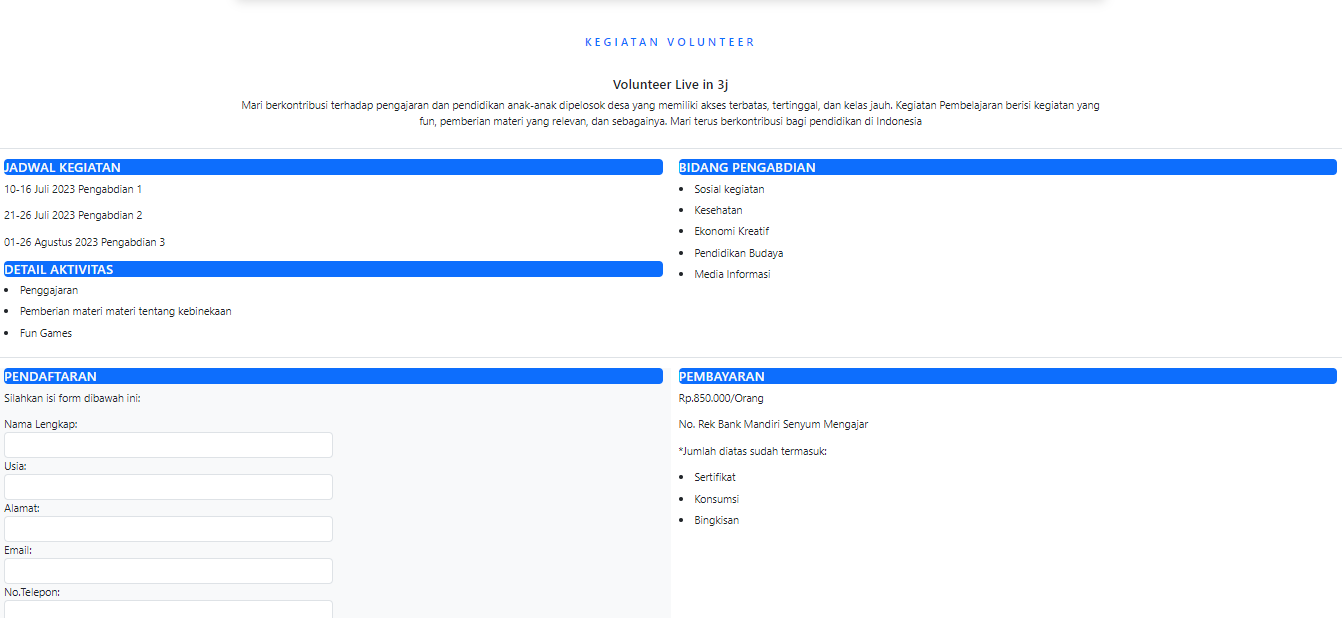 KEGIATAN VOLUNTEER
Volunteer Live in 3j
Mari berkontribusi terhadap pengajaran dan pendidikan anak-anak dipelosok desa yang memiliki akses terbatas, tertinggal, dan kelas jauh. Kegiatan Pembelajaran berisi kegiatan yang
fun, pemberian materi yang relevan, dan sebagainya. Mari terus berkontribusi bagi pendidikan di Indonesia
JADWAL KEGIATAN
10-16 Juli 2023 Pengabdian 1
21-26 Juli 2023 Pengabdian 2
01-26 Agustus 2023 Pengabdian 3
DETAIL AKTIVITAS
Penggajaran
Pemberian materi materi tentang kebinekaan
Fun Games
BIDANG PENGABDIAN
Sosial kegiatan
Kesehatan
Ekonomi Kreatif
Pendidikan Budaya
Media Informasi
PENDAFTARAN
Silahkan isi form dibawah ini:
Nama Lengkap:
Usia:
Alamat:
Email:
No.Telepon:
PEMBAYARAN
Rp.850.000/Orang
No. Rek Bank Mandiri Senyum Mengajar
*Jumlah diatas sudah termasuk:
Sertifikat
Konsumsi
Bingkisan